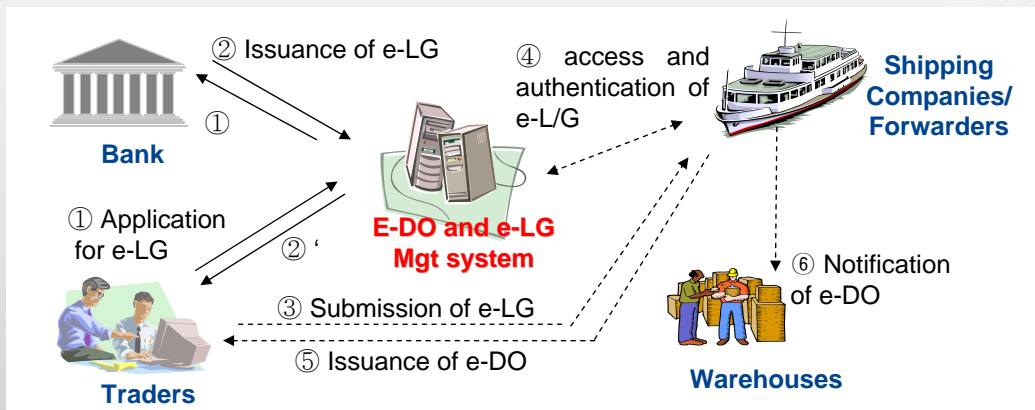 ② Issuance of e-LG
①
Bank
④ access and
authentication of
e-L/G
Shipping
Companies/
Forwarders
① Application
for e-LG
② ‘
E-DO and e-LG
Mgt system
③ Submission of e-LG
⑤ Issuance of e-DO
Traders
⑥ Notification
of e-DO
Warehouses